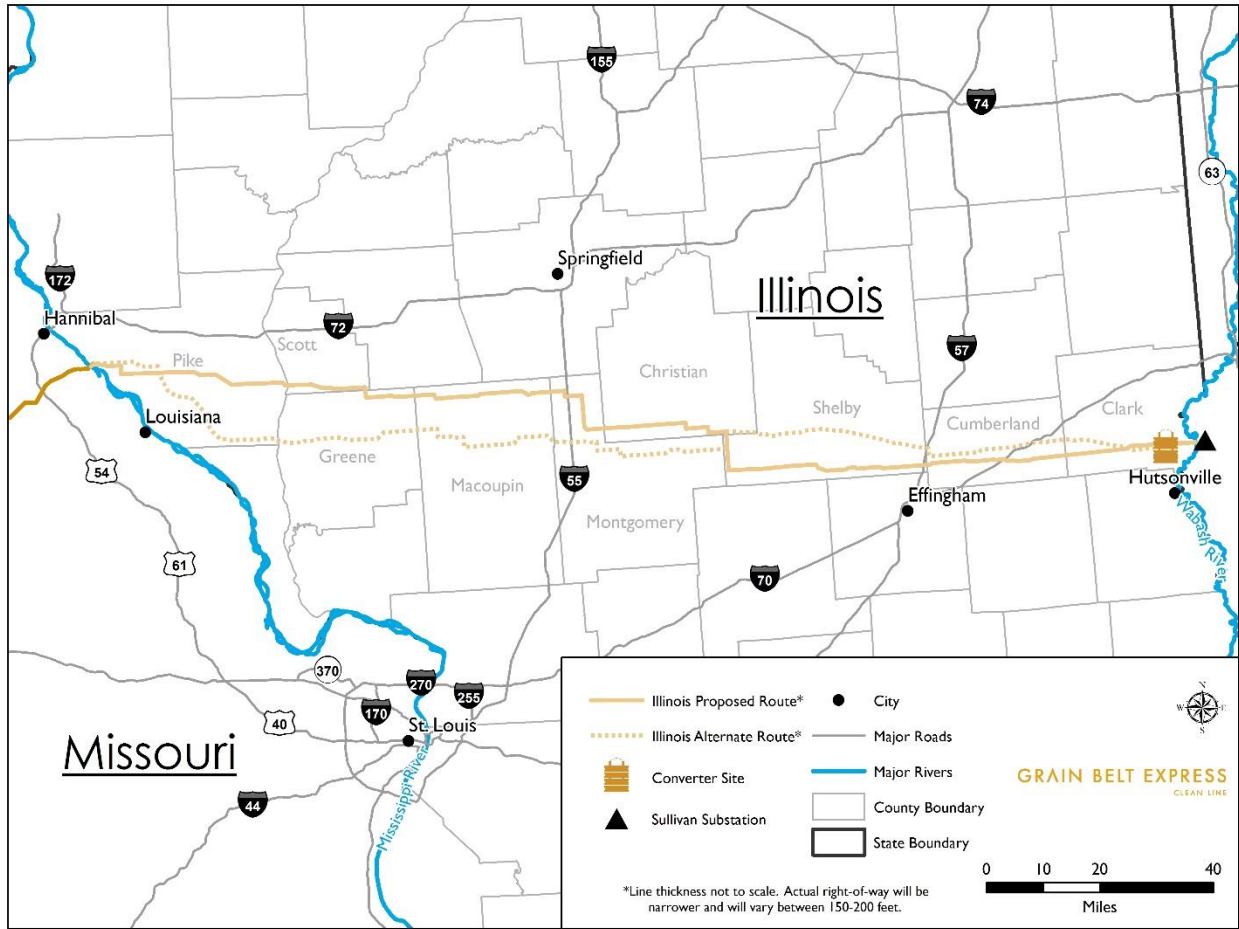 155
74
63
Springfield
172
Illinois
Hannibal
72
Scott
Pike
57
Christian
Louisiana
Shelby
Clark
Cumberland
Greene
54
55
Macoupin
Hutsonville
Effingham
Montgomery
Wabash River
61
70
370
270
255
170
40
St. Louis
Missouri
44
Mississippi River
Illinois Proposed Route*
Illinois Alternate Route*
Converter Site
Sullivan Substation
City
Major Roads
Major Rivers
County Boundary
State Boundary
N
W
E
S
GRAIN BELT EXPRESS
CLEAN LINE
*Line thickness not to scale. Actual right-of-way will be
narrower and will vary between 150-200 feet.
0 10 20 40
Miles